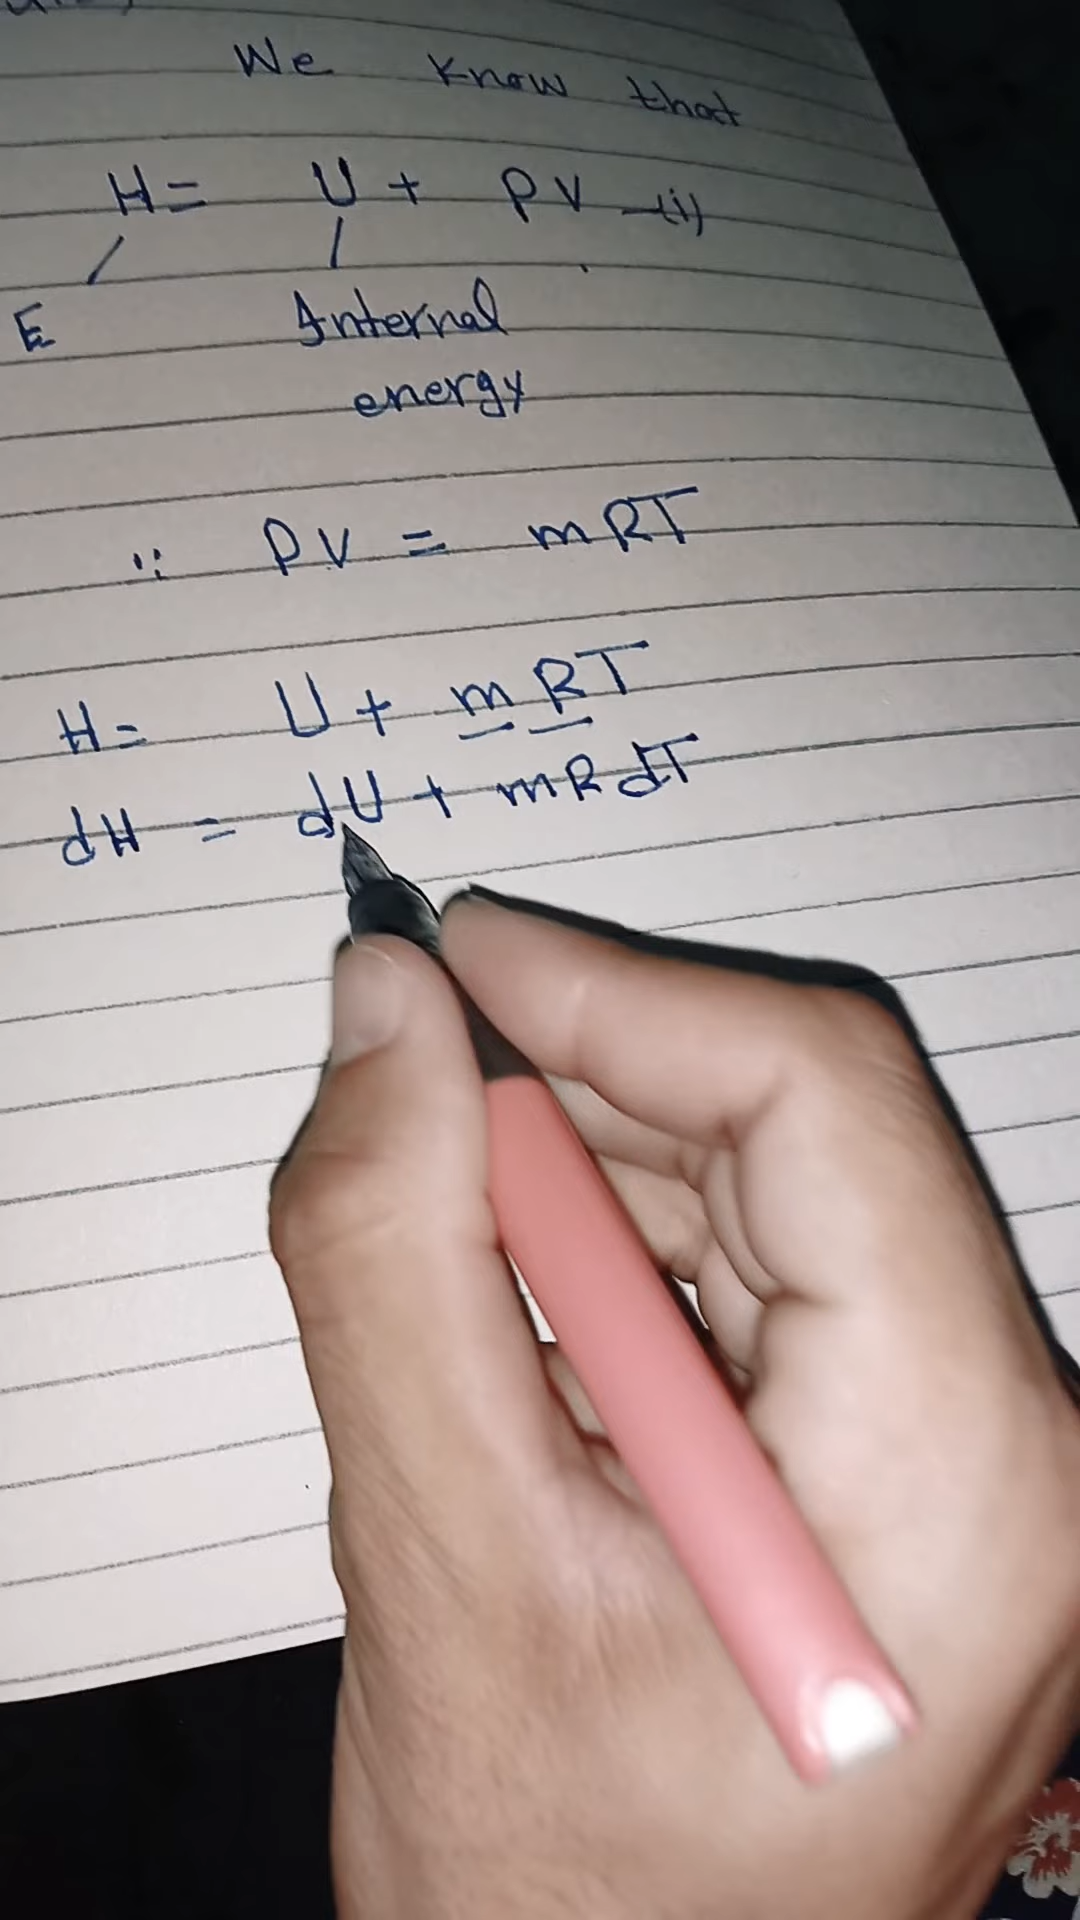 We know that
H = U + PV —(i)
E Internal
energy
∵ PV = mRT
H = U + mRT
dH = dU + mRdT